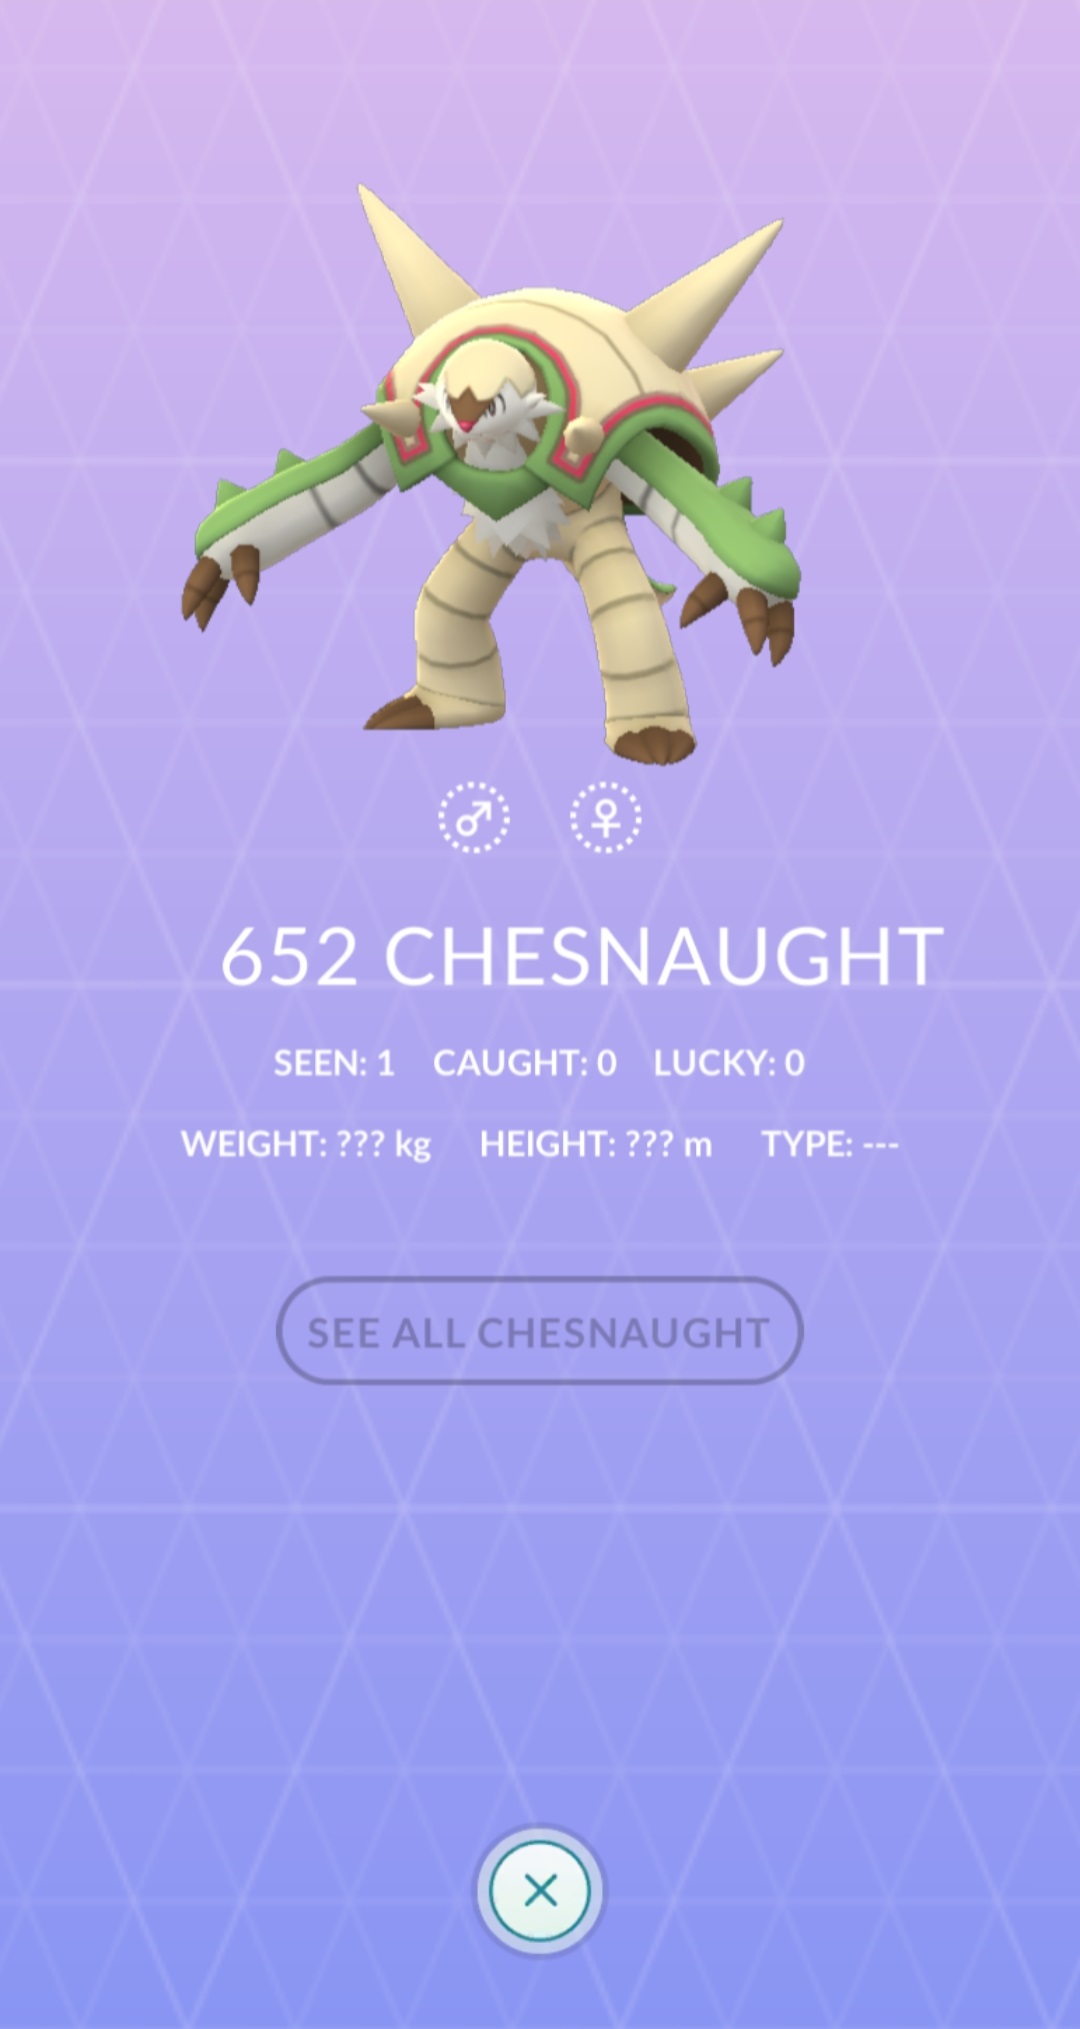 652 CHESNAUGHT
SEEN: 1 CAUGHT: 0 LUCKY: 0
WEIGHT: ??? kg HEIGHT: ??? m TYPE: ---
SEE ALL CHESNAUGHT